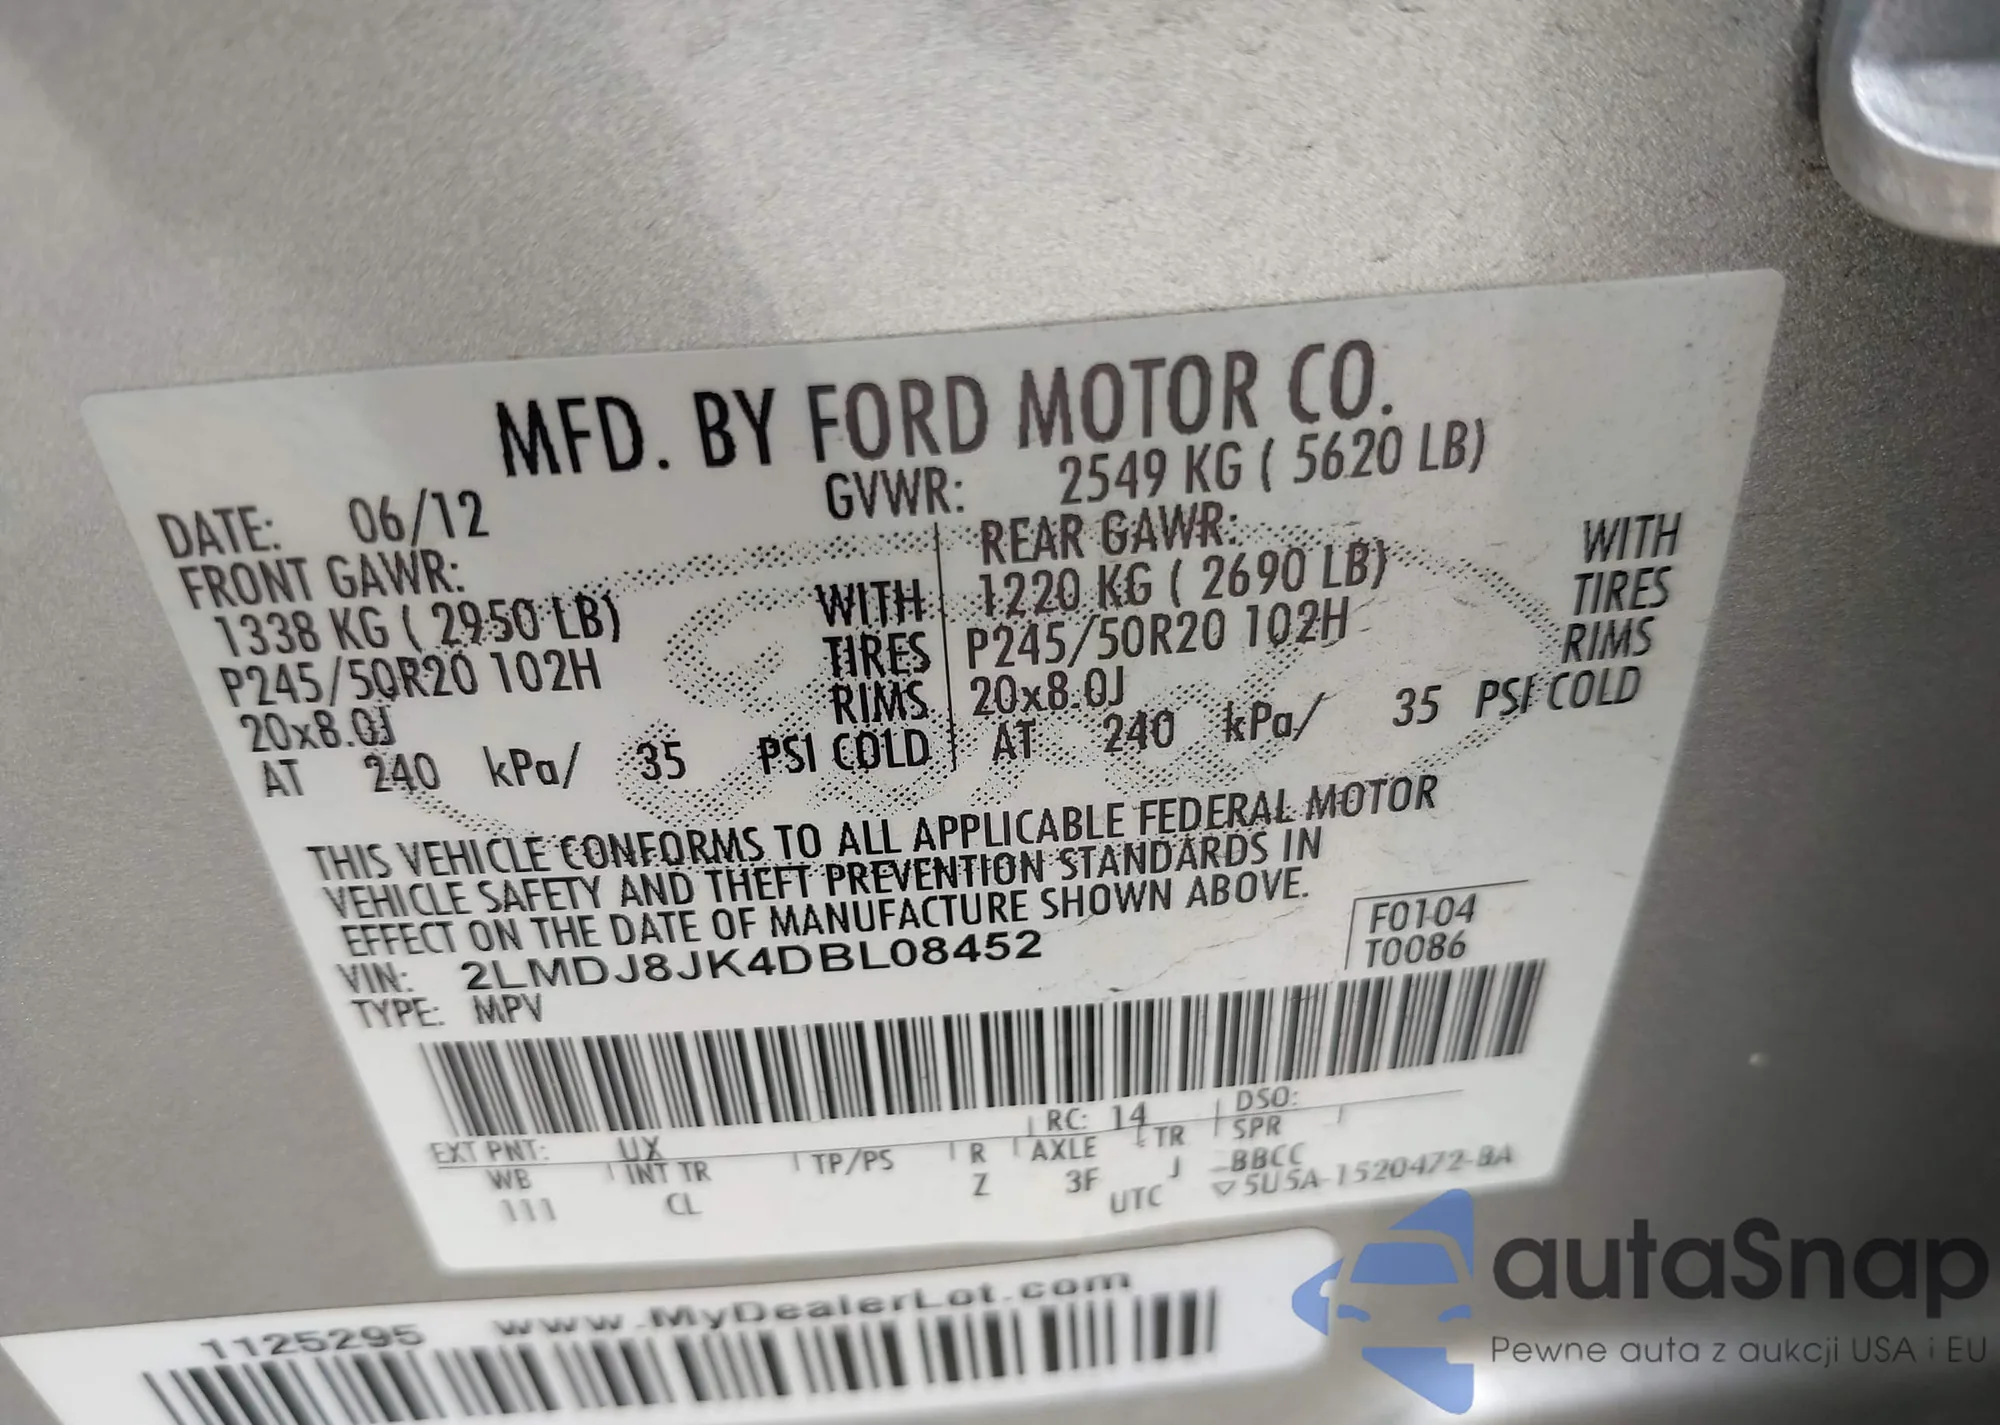 MFD. BY FORD MOTOR CO.
DATE: 06/12 GVWR: 2549 KG ( 5620 LB)
FRONT GAWR:
1338 KG ( 2950 LB) WITH
P245/50R20 102H TIRES
20x8.0J RIMS
AT 240 kPa/ 35 PSI COLD
REAR GAWR: WITH
1220 KG ( 2690 LB) TIRES
P245/50R20 102H RIMS
20x8.0J
AT 240 kPa/ 35 PSI COLD
THIS VEHICLE CONFORMS TO ALL APPLICABLE FEDERAL MOTOR
VEHICLE SAFETY AND THEFT PREVENTION STANDARDS IN
EFFECT ON THE DATE OF MANUFACTURE SHOWN ABOVE.
VIN: 2LMDJ8JK4DBL08452
TYPE: MPV
F0104
T0086
EXT PNT: UX RC: 14 DSO:
WB INT TR TP/PS R AXLE TR SPR
111 CL Z 3F J BBCC
UTC ▽5U5A-1520472-BA
1125295 www.MyDealerLot.com
autaSnap
Pewne auta z aukcji USA i EU